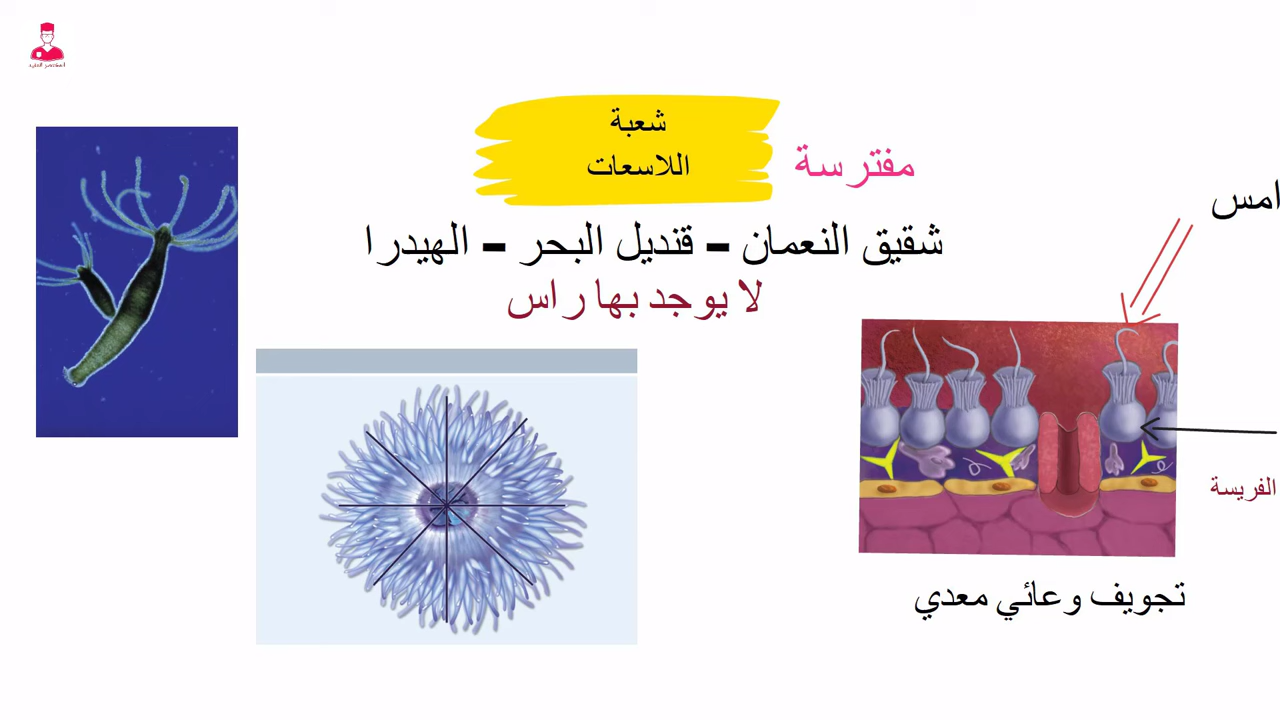 شعبة
اللاسعات
مفترسة
امس
شقيق النعمان – قنديل البحر – الهيدرا
لا يوجد بها راس
الفريسة
تجويف وعائي معدي